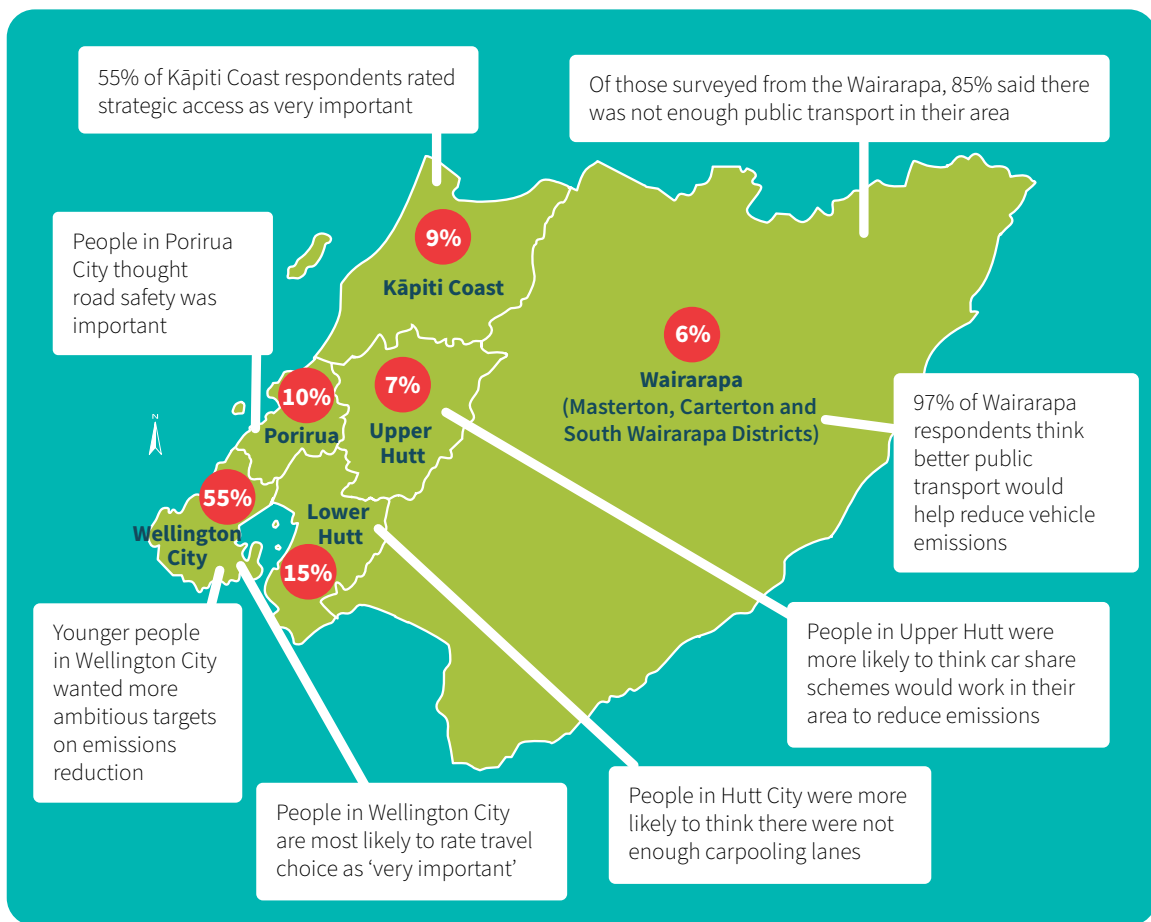 55% of Kāpiti Coast respondents rated
strategic access as very important
Of those surveyed from the Wairarapa, 85% said there
was not enough public transport in their area
People in Porirua
City thought
road safety was
important
9%
Kāpiti Coast
6%
Wairarapa
(Masterton, Carterton and
South Wairarapa Districts)
10%
Porirua
7%
Upper
Hutt
97% of Wairarapa
respondents think
better public
transport would
help reduce vehicle
emissions
N
55%
Wellington
City
Lower
Hutt
15%
Younger people
in Wellington City
wanted more
ambitious targets
on emissions
reduction
People in Upper Hutt were
more likely to think car share
schemes would work in their
area to reduce emissions
People in Wellington City
are most likely to rate travel
choice as ‘very important’
People in Hutt City were more
likely to think there were not
enough carpooling lanes